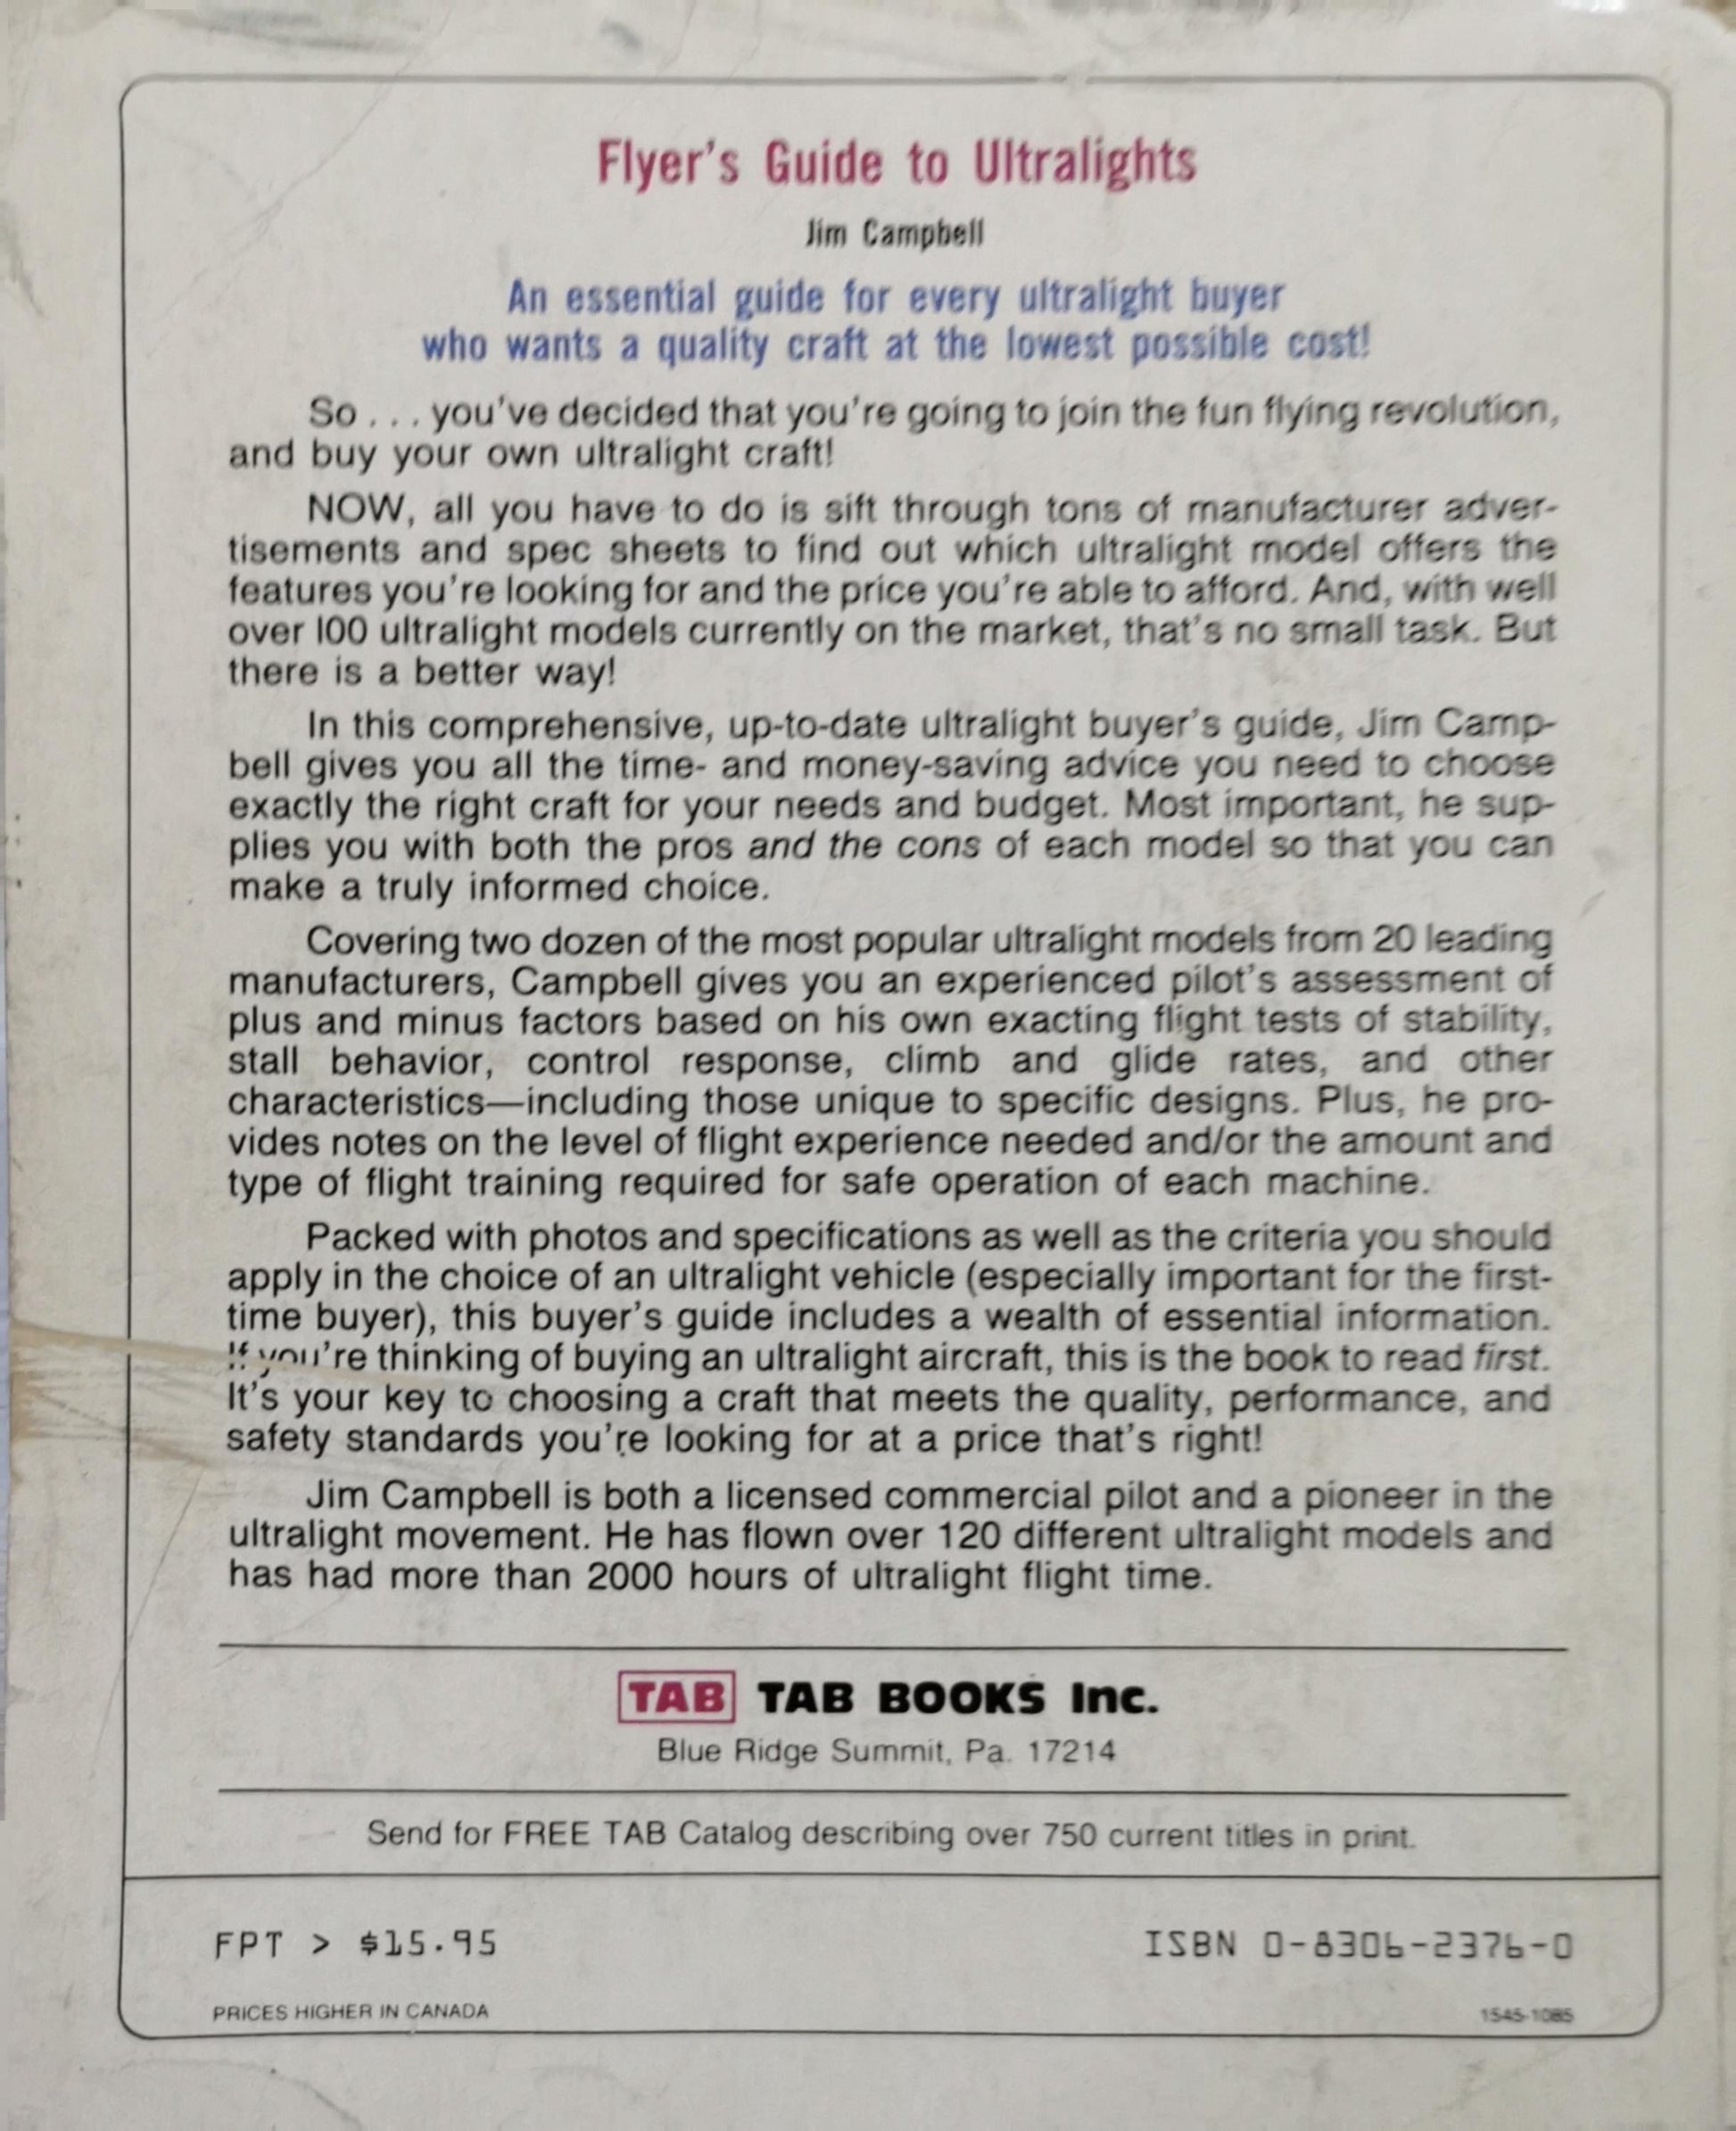 Flyer's Guide to Ultralights
Jim Campbell
An essential guide for every ultralight buyer
who wants a quality craft at the lowest possible cost!
So . . . you've decided that you're going to join the fun flying revolution,
and buy your own ultralight craft!
NOW, all you have to do is sift through tons of manufacturer adver-
tisements and spec sheets to find out which ultralight model offers the
features you're looking for and the price you're able to afford. And, with well
over 100 ultralight models currently on the market, that's no small task. But
there is a better way!
In this comprehensive, up-to-date ultralight buyer's guide, Jim Camp-
bell gives you all the time- and money-saving advice you need to choose
exactly the right craft for your needs and budget. Most important, he sup-
plies you with both the pros and the cons of each model so that you can
make a truly informed choice.
Covering two dozen of the most popular ultralight models from 20 leading
manufacturers, Campbell gives you an experienced pilot's assessment of
plus and minus factors based on his own exacting flight tests of stability,
stall behavior, control response, climb and glide rates, and other
characteristics—including those unique to specific designs. Plus, he pro-
vides notes on the level of flight experience needed and/or the amount and
type of flight training required for safe operation of each machine.
Packed with photos and specifications as well as the criteria you should
apply in the choice of an ultralight vehicle (especially important for the first-
time buyer), this buyer's guide includes a wealth of essential information.
If you're thinking of buying an ultralight aircraft, this is the book to read first.
It's your key to choosing a craft that meets the quality, performance, and
safety standards you're looking for at a price that's right!
Jim Campbell is both a licensed commercial pilot and a pioneer in the
ultralight movement. He has flown over 120 different ultralight models and
has had more than 2000 hours of ultralight flight time.
TAB TAB BOOKS Inc.
Blue Ridge Summit, Pa. 17214
Send for FREE TAB Catalog describing over 750 current titles in print.
FPT > $15.95
ISBN 0-8306-2376-0
PRICES HIGHER IN CANADA
1545-1085